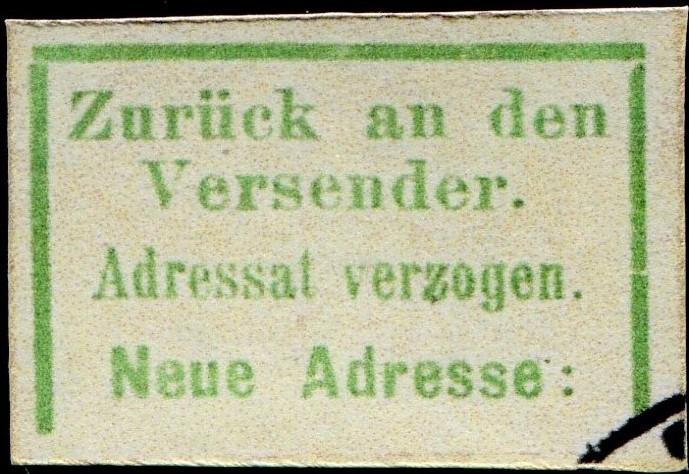 Zurück an den
Versender.
Adressat verzogen.
Neue Adresse: